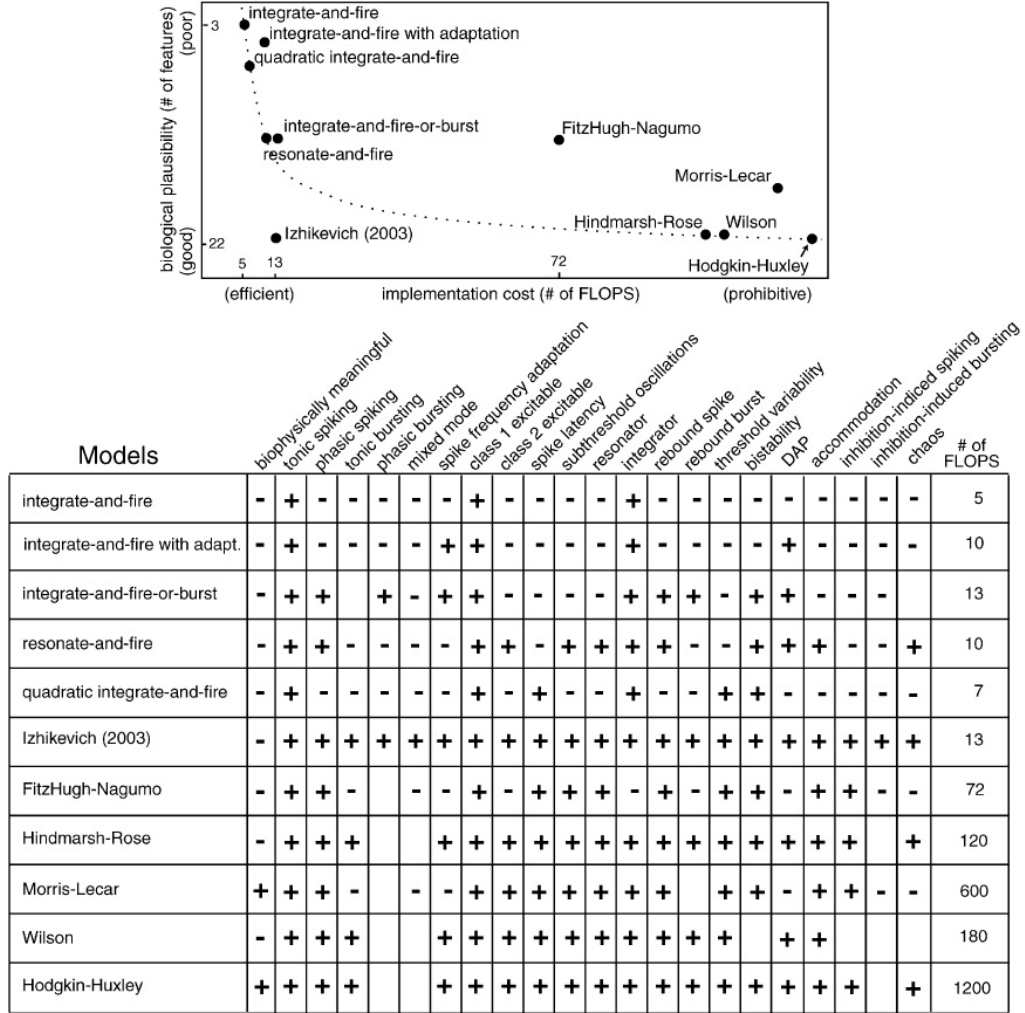 3
(poor)
biological plausibility (# of features)
(good)
22
integrate-and-fire
integrate-and-fire with adaptation
quadratic integrate-and-fire
integrate-and-fire-or-burst
resonate-and-fire
FitzHugh-Nagumo
Morris-Lecar
Izhikevich (2003)
Hindmarsh-Rose
Wilson
Hodgkin-Huxley
5 13 72
(efficient) implementation cost (# of FLOPS) (prohibitive)
Models
biophysically meaningful
tonic spiking
phasic spiking
tonic bursting
phasic bursting
mixed mode
spike frequency adaptation
class 1 excitable
class 2 excitable
spike latency
subthreshold oscillations
resonator
integrator
rebound spike
rebound burst
threshold variability
bistability
DAP
accommodation
inhibition-indiced spiking
inhibition-induced bursting
chaos
# of
FLOPS
integrate-and-fire - + - - - - - + - - - - + - - - - - - - - - 5
integrate-and-fire with adapt. - + - - - - + + - - - - + - - - - + - - - - 10
integrate-and-fire-or-burst - + + + - + + - - - - + + + - + + - - - 13
resonate-and-fire - + + - - - - + + - + + + + - - + + + - - + 10
quadratic integrate-and-fire - + - - - - - + - + - - + - - + + - - - - - 7
Izhikevich (2003) - + + + + + + + + + + + + + + + + + + + + + 13
FitzHugh-Nagumo - + + - - + - + + + - + - + + - + + - - 72
Hindmarsh-Rose - + + + + + + + + + + + + + + + + + + 120
Morris-Lecar + + + - - - + + + + + + + + + - + + - - 600
Wilson - + + + + + + + + + + + + + + + 180
Hodgkin-Huxley + + + + + + + + + + + + + + + + + + + 1200